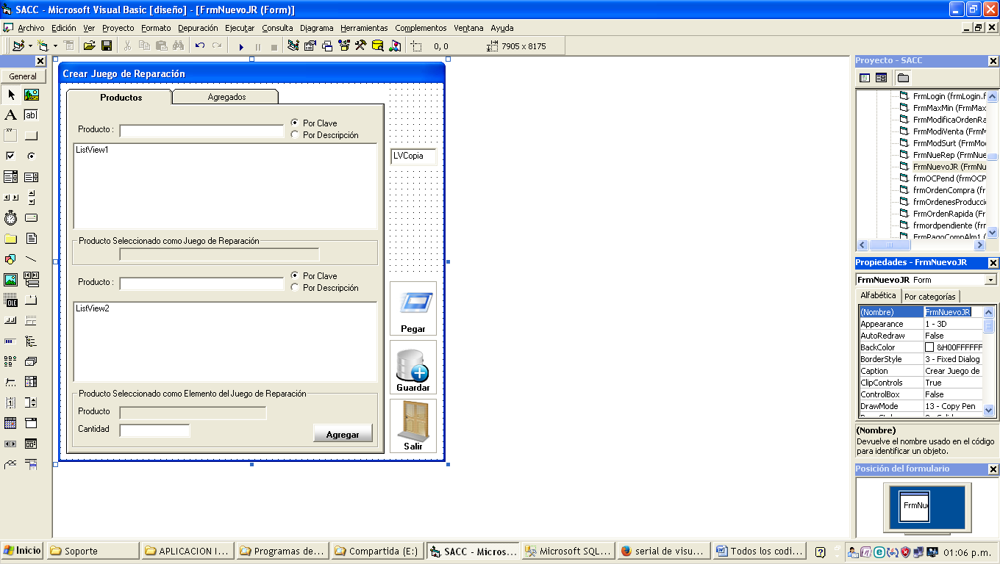 SACC - Microsoft Visual Basic [diseño] - [FrmNuevoJR (Form)]
Archivo Edición Ver Proyecto Formato Depuración Ejecutar Consulta Diagrama Herramientas Complementos Ventana Ayuda
0, 0
7905 x 8175
General
A
ab|
xv
OLE
Crear Juego de Reparación
Productos
Agregados
Producto :
Por Clave
Por Descripción
ListView1
LVCopia
Producto Seleccionado como Juego de Reparación
Producto :
Por Clave
Por Descripción
ListView2
Pegar
Guardar
Salir
Producto Seleccionado como Elemento del Juego de Reparación
Producto
Cantidad
Agregar
Proyecto - SACC
FrmLogin (frmLogin.f
FrmMaxMin (FrmMax
FrmModificaOrdenRa
FrmModiVenta (FrmM
FrmModSurt (FrmMo
FrmNueRep (FrmNue
FrmNuevoJR (FrmNu
frmOCPend (frmOCP
frmOrdenCompra (fr
frmOrdenesProducci
FrmOrdenRapida (Fr
frmordpendiente (frm
FrmPagoCompAlm1 (
Propiedades - FrmNuevoJR
FrmNuevoJR Form
Alfabética
Por categorías
(Nombre) FrmNuevoJR
Appearance 1 - 3D
AutoRedraw False
BackColor &H00FFFFFF
BorderStyle 3 - Fixed Dialog
Caption Crear Juego de
ClipControls True
ControlBox False
DrawMode 13 - Copy Pen
(Nombre)
Devuelve el nombre usado en el código
para identificar un objeto.
Posición del formulario
FrmNu
Inicio
Soporte
APLICACION I...
Programas de...
Compartida (E:)
SACC - Micros...
Microsoft SQL...
serial de visu...
Todos los codi...
01:06 p.m.